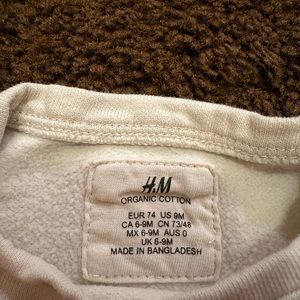 H&M
ORGANIC COTTON
EUR 74 US 9M
CA 6-9M CN 73/48
MX 6-9M AUS 0
UK 6-9M
MADE IN BANGLADESH